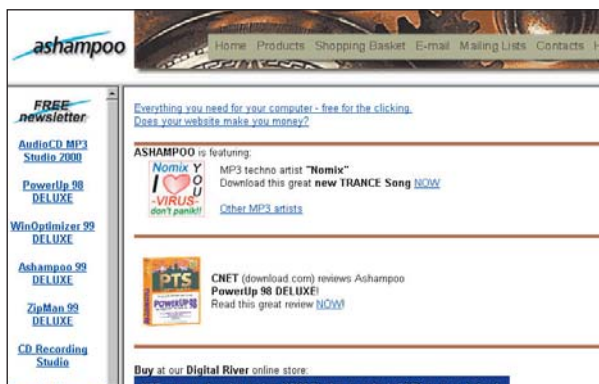 ashampoo
Home Products Shopping Basket E-mail Mailing Lists Contacts H
FREE
newsletter
AudioCD MP3
Studio 2000
PowerUp 98
DELUXE
WinOptimizer 99
DELUXE
Ashampoo 99
DELUXE
ZipMan 99
DELUXE
CD Recording
Studio
Everything you need for your computer - free for the clicking.
Does your website make you money?
ASHAMPOO is featuring:
Nomix Y
I O
U
-VIRUS-
don't panik!!
MP3 techno artist "Nomix"
Download this great new TRANCE Song NOW
Other MP3 artists
PTS
POWERUP98
CNET (download.com) reviews Ashampoo
PowerUp 98 DELUXE!
Read this great review NOW!
Buy at our Digital River online store: